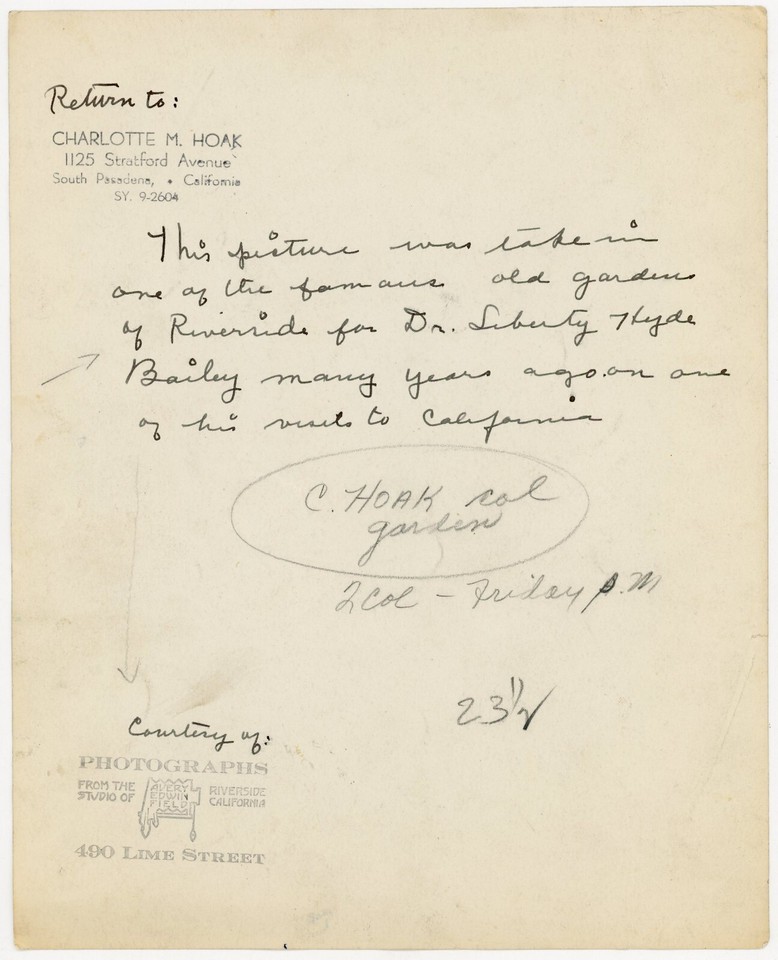 Return to:
CHARLOTTE M. HOAK
1125 Stratford Avenue
South Pasadena, • California
SY. 9-2604
This picture was take in
one of the famous old gardens
of Riverside for Dr. Liberty Hyde
Bailey many years ago. on one
of his visits to California
C. HOAK col
garden
2 col - Friday P.M
23 1/2
Courtesy of:
PHOTOGRAPHS
FROM THE STUDIO OF
AVERY EDWIN FIELD
RIVERSIDE CALIFORNIA
490 LIME STREET